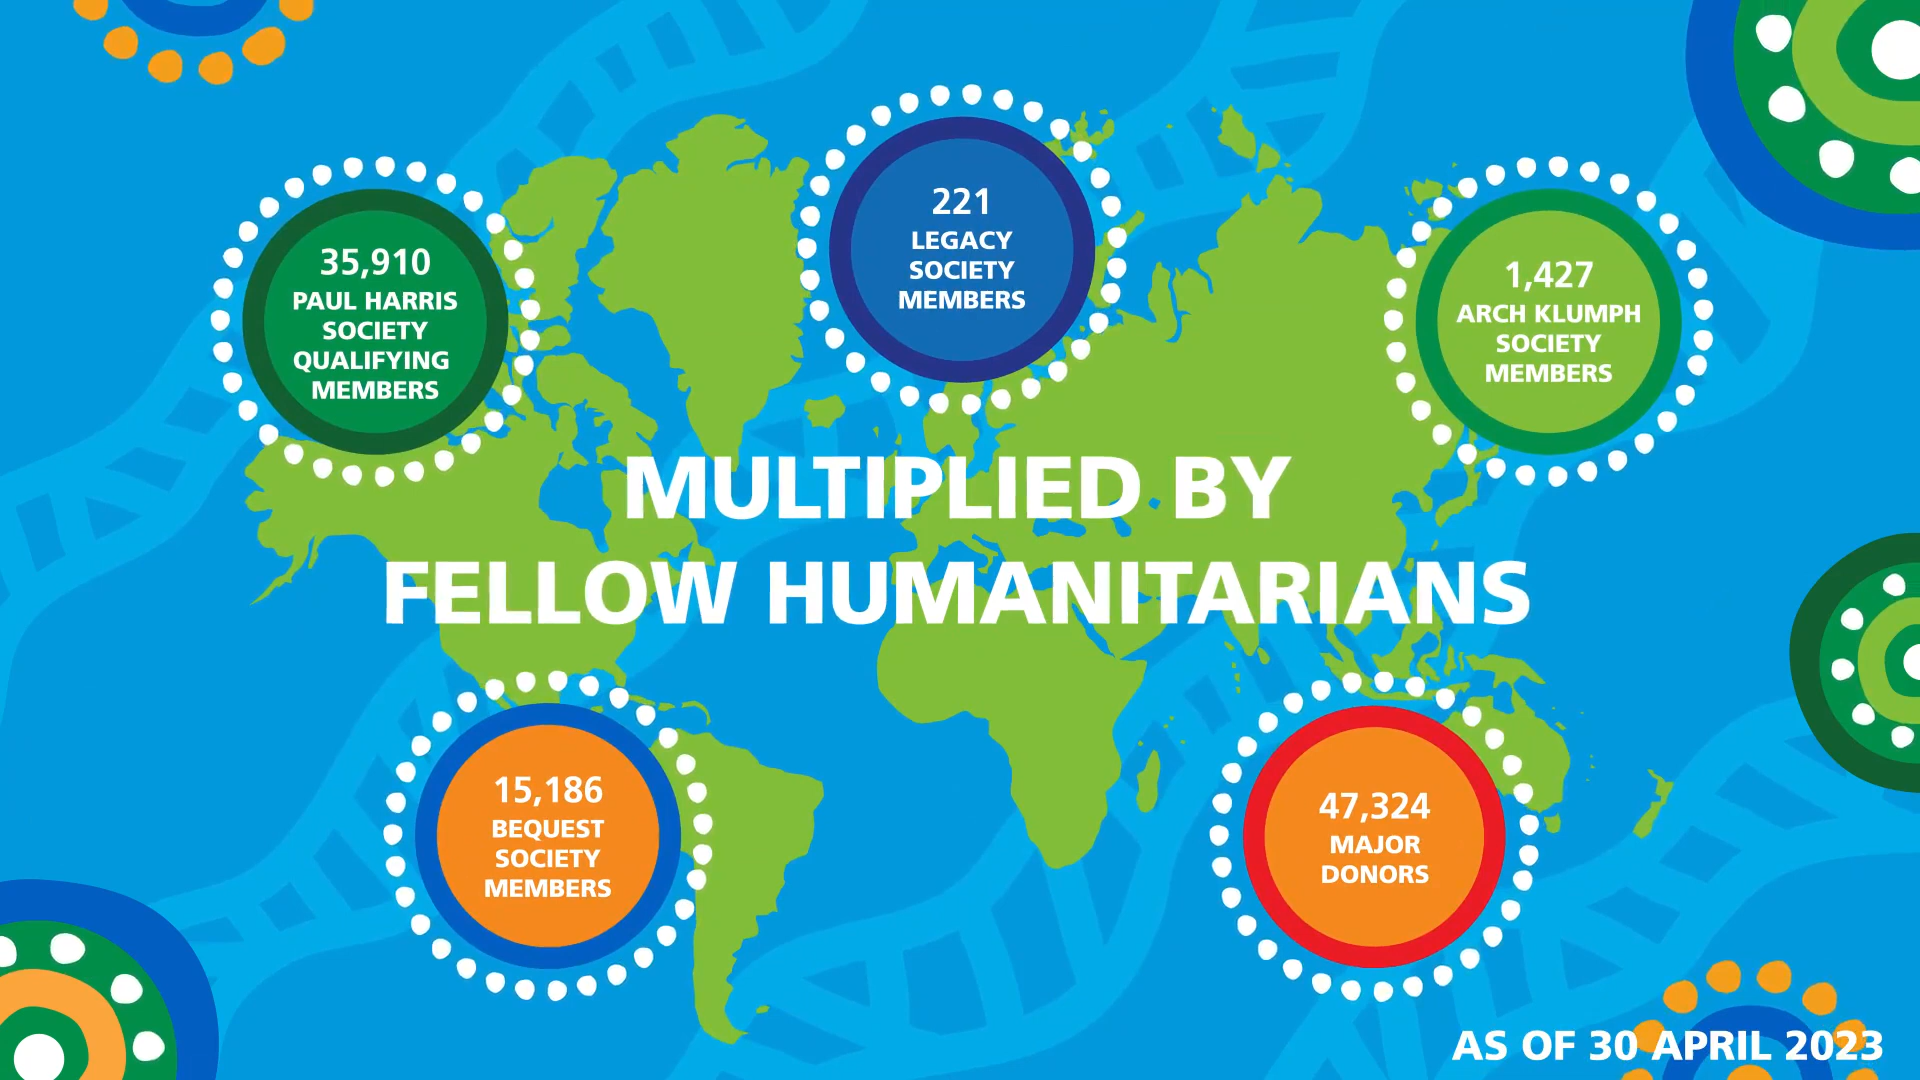 221
LEGACY
SOCIETY
MEMBERS
35,910
PAUL HARRIS
SOCIETY
QUALIFYING
MEMBERS
1,427
ARCH KLUMPH
SOCIETY
MEMBERS
MULTIPLIED BY
FELLOW HUMANITARIANS
15,186
BEQUEST
SOCIETY
MEMBERS
47,324
MAJOR
DONORS
AS OF 30 APRIL 2023